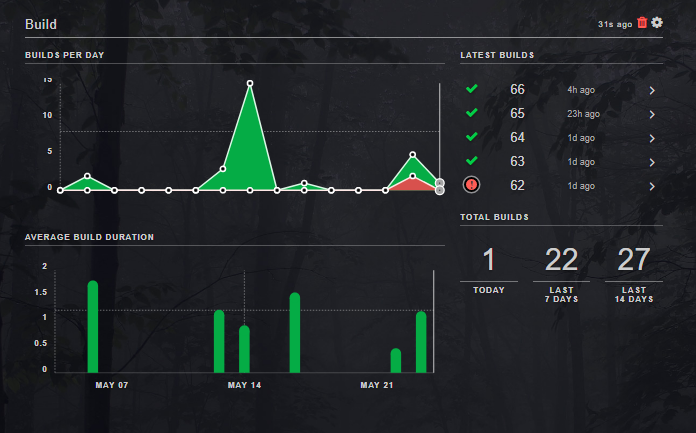 Build
31s ago
BUILDS PER DAY
15
10
5
0
LATEST BUILDS
66 4h ago
65 23h ago
64 1d ago
63 1d ago
62 1d ago
TOTAL BUILDS
1 22 27
TODAY LAST LAST
7 DAYS 14 DAYS
AVERAGE BUILD DURATION
2
1.5
1
0.5
0
MAY 07 MAY 14 MAY 21